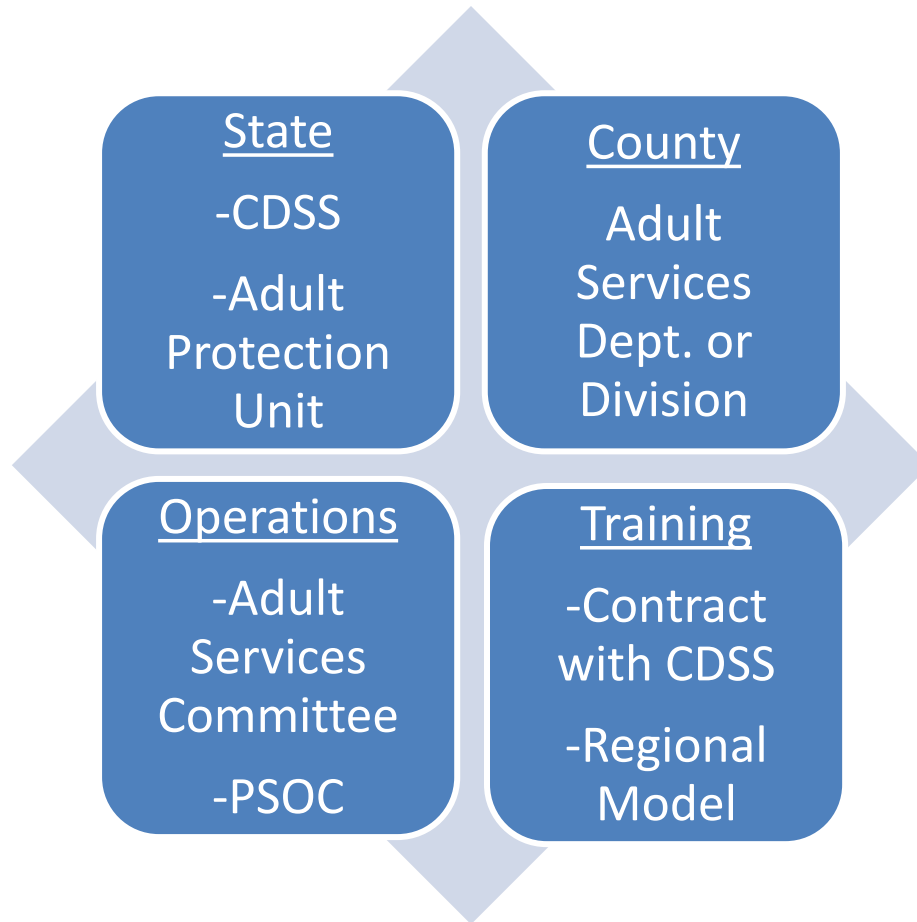 State
-CDSS
-Adult
Protection
Unit
County
Adult
Services
Dept. or
Division
Operations
-Adult
Services
Committee
-PSOC
Training
-Contract
with CDSS
-Regional
Model